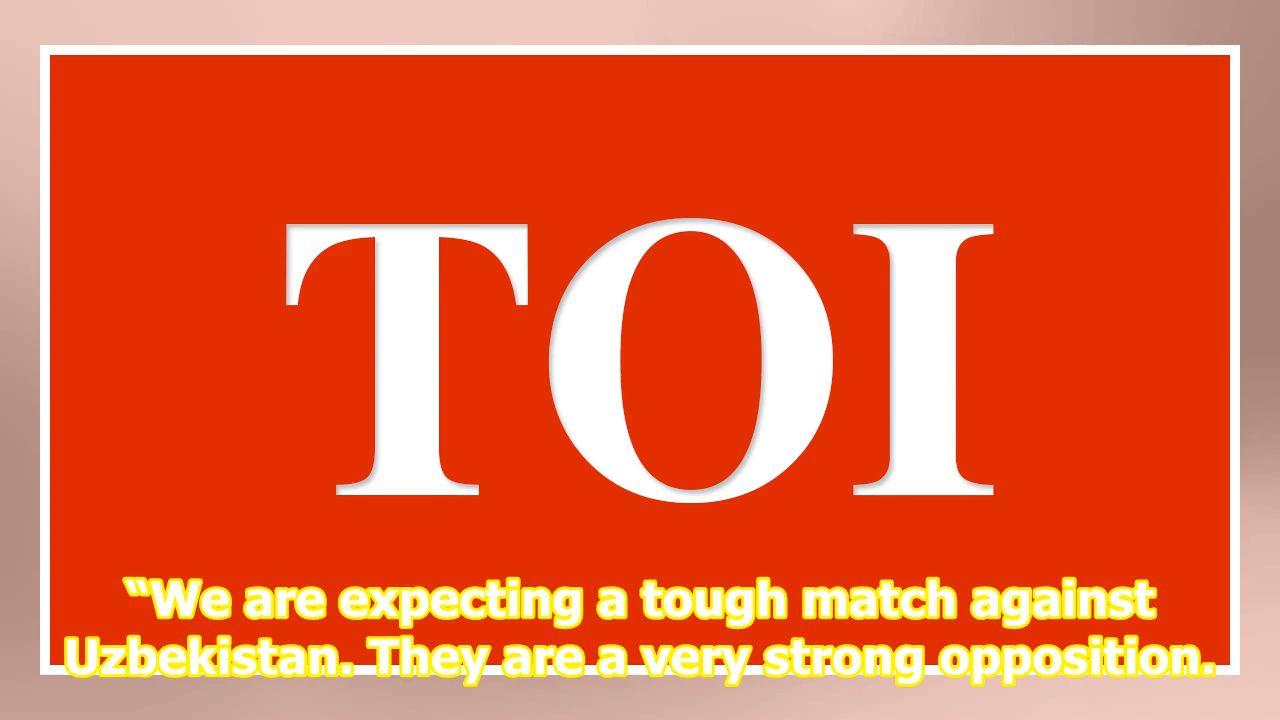 TOI
“We are expecting a tough match against
Uzbekistan. They are a very strong opposition.